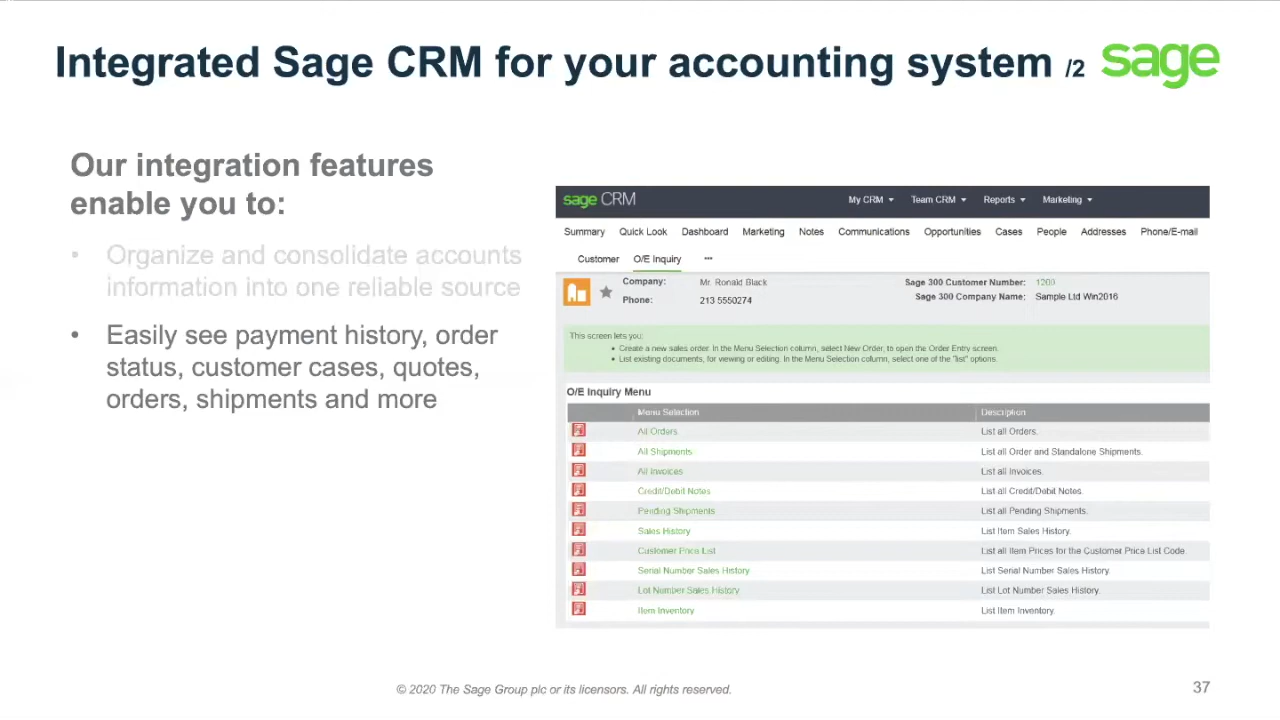 Integrated Sage CRM for your accounting system /2
sage
Our integration features
enable you to:
• Organize and consolidate accounts
information into one reliable source
• Easily see payment history, order
status, customer cases, quotes,
orders, shipments and more
sage CRM
My CRM Team CRM Reports Marketing
Summary Quick Look Dashboard Marketing Notes Communications Opportunities Cases People Addresses Phone/E-mail
Customer O/E Inquiry •••
Company: Mr. Ronald Black Sage 300 Customer Number: 1200
Phone: 213 5550274 Sage 300 Company Name: Sample Ltd Win2016
This screen lets you:
• Create a new sales order. In the Menu Selection column, select New Order, to open the Order Entry screen.
• List existing documents, for viewing or editing. In the Menu Selection column, select one of the "list" options.
O/E Inquiry Menu
Menu Selection Description
All Orders List all Orders.
All Shipments List all Order and Standalone Shipments.
All Invoices List all Invoices.
Credit/Debit Notes List all Credit/Debit Notes.
Pending Shipments List all Pending Shipments.
Sales History List Item Sales History.
Customer Price List List all Item Prices for the Customer Price List Code.
Serial Number Sales History List Serial Number Sales History.
Lot Number Sales History List Lot Number Sales History.
Item Inventory List Item Inventory.
© 2020 The Sage Group plc or its licensors. All rights reserved.
37